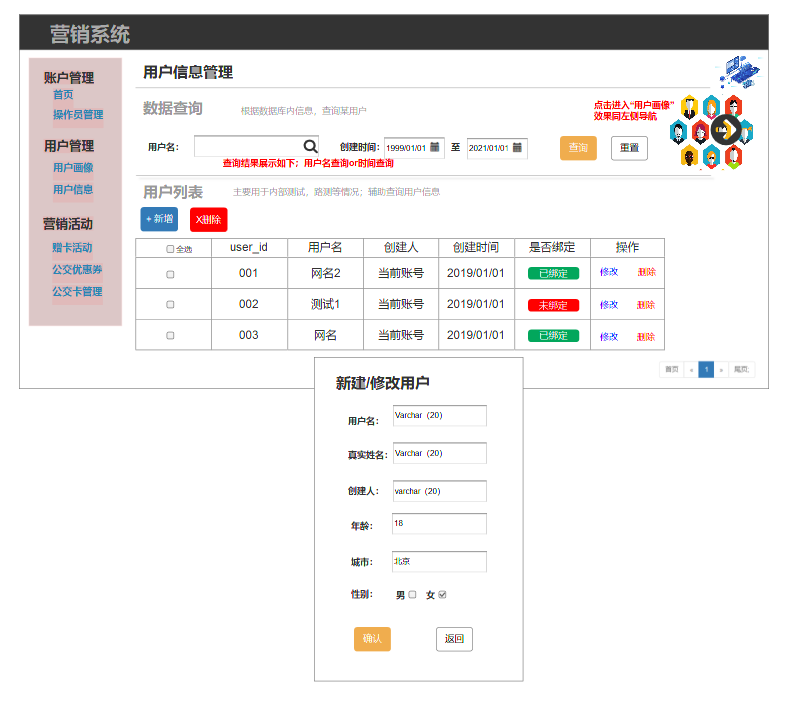 营销系统
账户管理
首页
操作员管理
用户管理
用户画像
用户信息
营销活动
赠卡活动
公交优惠券
公交卡管理
用户信息管理
数据查询 根据数据库内信息，查询某用户
点击进入“用户画像”
效果同左侧导航
用户名： 创建时间： 1999/01/01 至 2021/01/01 查询 重置
查询结果展示如下；用户名查询or时间查询
用户列表 主要用于内部测试，路测等情况；辅助查询用户信息
+ 新增 X删除
全选 user_id 用户名 创建人 创建时间 是否绑定 操作
001 网名2 当前账号 2019/01/01 已绑定 修改 删除
002 测试1 当前账号 2019/01/01 未绑定 修改 删除
003 网名 当前账号 2019/01/01 已绑定 修改 删除
首页 « 1 » 尾页;
新建/修改用户
用户名： Varchar（20）
真实姓名： Varchar（20）
创建人： varchar（20）
年龄： 18
城市： 北京
性别： 男 女
确认 返回